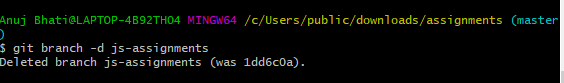 Anuj Bhati@LAPTOP-4B92TH04 MINGW64 /c/Users/public/downloads/assignments (master
)
$ git branch -d js-assignments
Deleted branch js-assignments (was 1dd6c0a).